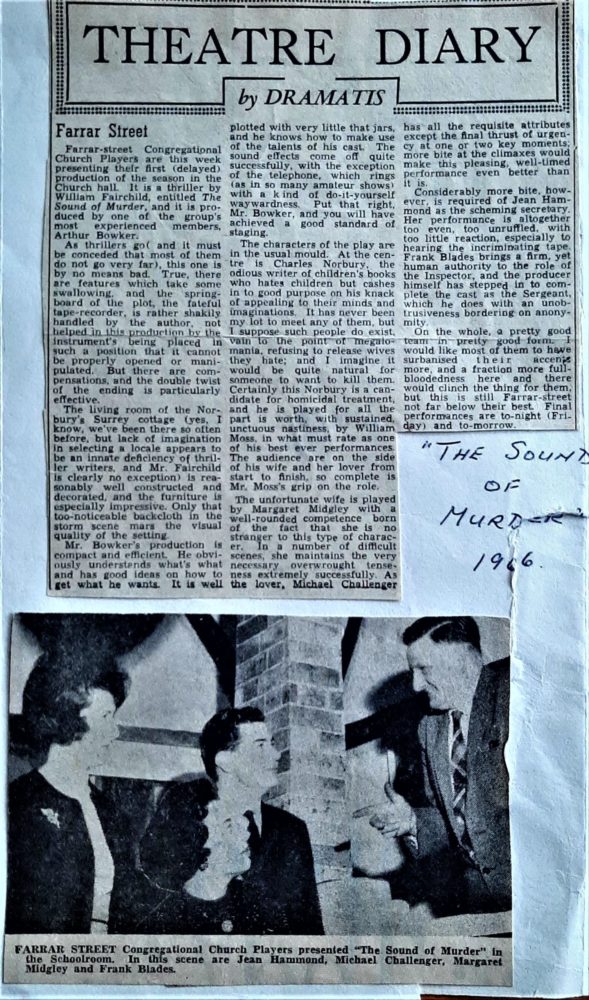 THEATRE DIARY
by DRAMATIS
Farrar Street
Farrar-street Congregational
Church Players are this week
presenting their first (delayed)
production of the season in the
Church hall. It is a thriller by
William Fairchild, entitled The
Sound of Murder, and it is pro-
duced by one of the group's
most experienced members,
Arthur Bowker.
As thrillers go( and it must
be conceded that most of them
do not go very far), this one is
by no means bad. True, there
are features which take some
swallowing, and the spring-
board of the plot, the fateful
tape-recorder, is rather shakily
handled by the author, not
helped in this production by the
instrument's being placed in
such a position that it cannot
be properly opened or mani-
pulated. But there are com-
pensations, and the double twist
of the ending is particularly
effective.
The living room of the Nor-
bury's Surrey cottage (yes, I
know, we've been there so often
before, but lack of imagination
in selecting a locale appears to
be an innate deficiency of thril-
ler writers, and Mr. Fairchild
is clearly no exception) is rea-
sonably well constructed and
decorated, and the furniture is
especially impressive. Only that
too-noticeable backcloth in the
storm scene mars the visual
quality of the setting.
Mr. Bowker's production is
compact and efficient. He obvi-
ously understands what's what
and has good ideas on how to
get what he wants. It is well
plotted with very little that jars,
and he knows how to make use
of the talents of his cast. The
sound effects come off quite
successfully, with the exception
of the telephone, which rings
(as in so many amateur shows)
with a kind of do-it-yourself
waywardness. Put that right,
Mr. Bowker, and you will have
achieved a good standard of
staging.
The characters of the play are
in the usual mould. At the cen-
tre is Charles Norbury, the
odious writer of children's books
who hates children but cashes
in to good purpose on his knack
of appealing to their minds and
imaginations. It has never been
my lot to meet any of them, but
I suppose such people do exist,
vain to the point of megalo-
mania, refusing to release wives
they hate; and I imagine it
would be quite natural for
someone to want to kill them.
Certainly this Norbury is a can-
didate for homicidal treatment,
and he is played for all the
part is worth, with sustained,
unctuous nastiness, by William
Moss, in what must rate as one
of his best ever performances.
The audience are on the side
of his wife and her lover from
start to finish, so complete is
Mr. Moss's grip on the role.
The unfortunate wife is played
by Margaret Midgley with a
well-rounded competence born
of the fact that she is no
stranger to this type of charac-
ter. In a number of difficult
scenes, she maintains the very
necessary overwrought tense-
ness extremely successfully. As
the lover, Michael Challenger
has all the requisite attributes
except the final thrust of urgen-
cy at one or two key moments;
more bite at the climaxes would
make this pleasing, well-timed
performance even better than
it is.
Considerably more bite, how-
ever, is required of Jean Ham-
mond as the scheming secretary.
Her performance is altogether
too even, too unruffled, with
too little reaction, especially to
hearing the incriminating tape.
Frank Blades brings a firm, yet
human authority to the role of
the Inspector, and the producer
himself has stepped in to com-
plete the cast as the Sergeant,
which he does with an unob-
trusiveness bordering on anony-
mity.
On the whole, a pretty good
team in pretty good form. I
would like most of them to have
surbanised their accents
more, and a fraction more full-
bloodedness here and there
would clinch the thing for them,
but this is still Farrar-street
not far below their best. Final
performances are to-night (Fri-
day) and to-morrow.
"THE SOUND
OF
MURDER"
1966.
FARRAR STREET Congregational Church Players presented "The Sound of Murder" in
the Schoolroom. In this scene are Jean Hammond, Michael Challenger, Margaret
Midgley and Frank Blades.